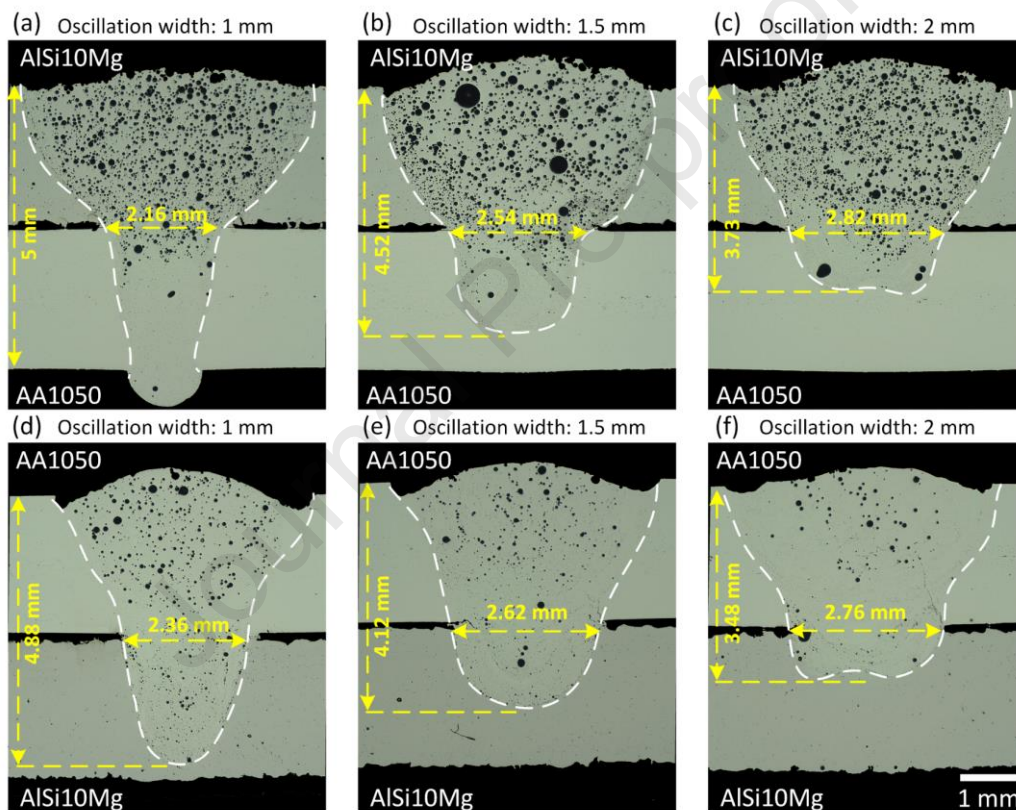 (a) Oscillation width: 1 mm
AlSi10Mg
5 mm
2.16 mm
AA1050
(b) Oscillation width: 1.5 mm
AlSi10Mg
4.52 mm
2.54 mm
AA1050
(c) Oscillation width: 2 mm
AlSi10Mg
3.73 mm
2.82 mm
AA1050
(d) Oscillation width: 1 mm
AA1050
4.88 mm
2.36 mm
AlSi10Mg
(e) Oscillation width: 1.5 mm
AA1050
4.12 mm
2.62 mm
AlSi10Mg
(f) Oscillation width: 2 mm
AA1050
3.48 mm
2.76 mm
AlSi10Mg
1 mm
Journal Pre-pro